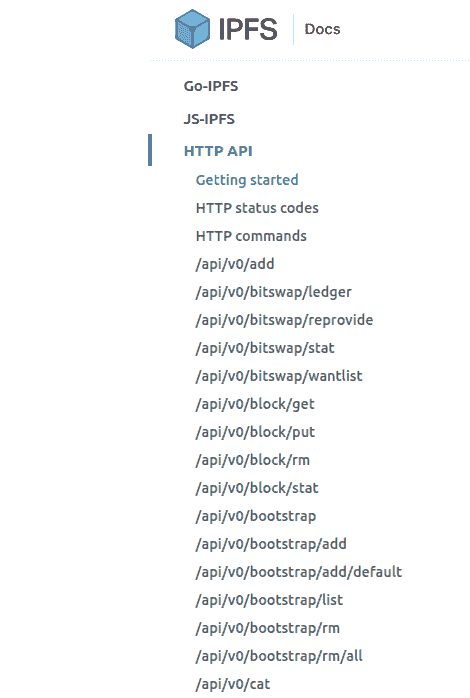 IPFS Docs
Go-IPFS
JS-IPFS
HTTP API
Getting started
HTTP status codes
HTTP commands
/api/v0/add
/api/v0/bitswap/ledger
/api/v0/bitswap/reprovide
/api/v0/bitswap/stat
/api/v0/bitswap/wantlist
/api/v0/block/get
/api/v0/block/put
/api/v0/block/rm
/api/v0/block/stat
/api/v0/bootstrap
/api/v0/bootstrap/add
/api/v0/bootstrap/add/default
/api/v0/bootstrap/list
/api/v0/bootstrap/rm
/api/v0/bootstrap/rm/all
/api/v0/cat